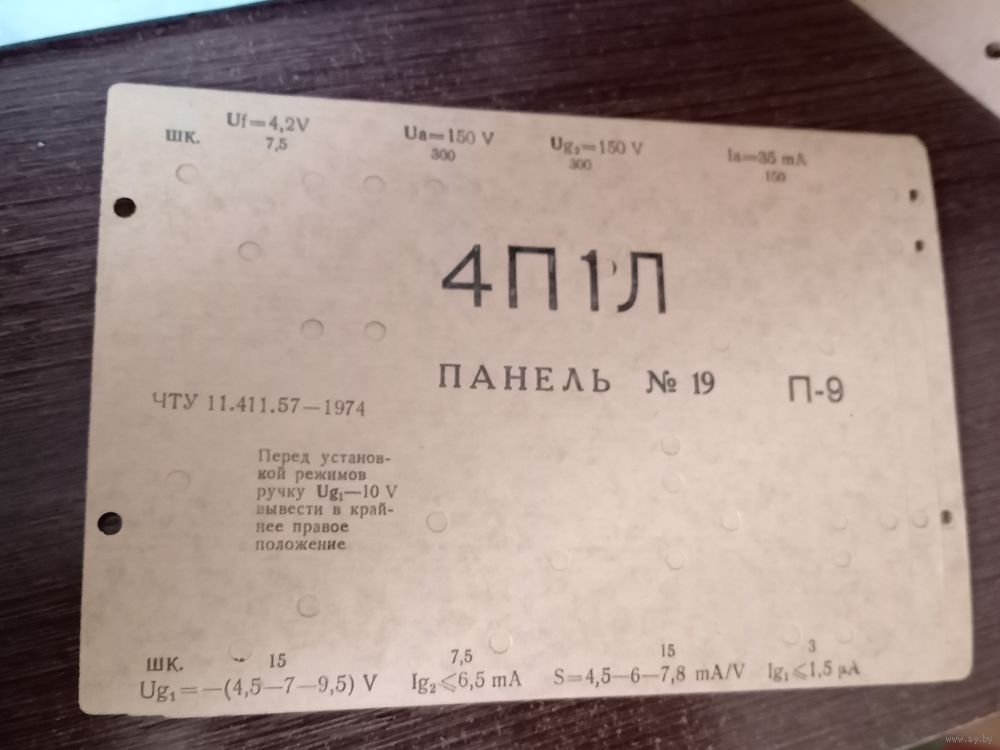 ШК. Uf=4,2V Ua=150 V Ug₂=150 V Ia=35 mA
7,5 300 300 150
4П1Л
ПАНЕЛЬ № 19 П-9
ЧТУ 11.411.57—1974
Перед установ-
кой режимов
ручку Ug₁—10 V
вывести в край-
нее правое
положение
ШК. 15 7,5 15 3
Ug₁=—(4,5—7—9,5) V Ig₂⩽6,5 mA S=4,5—6—7,8 mA/V Ig₁⩽1,5 μA
www.ay.by